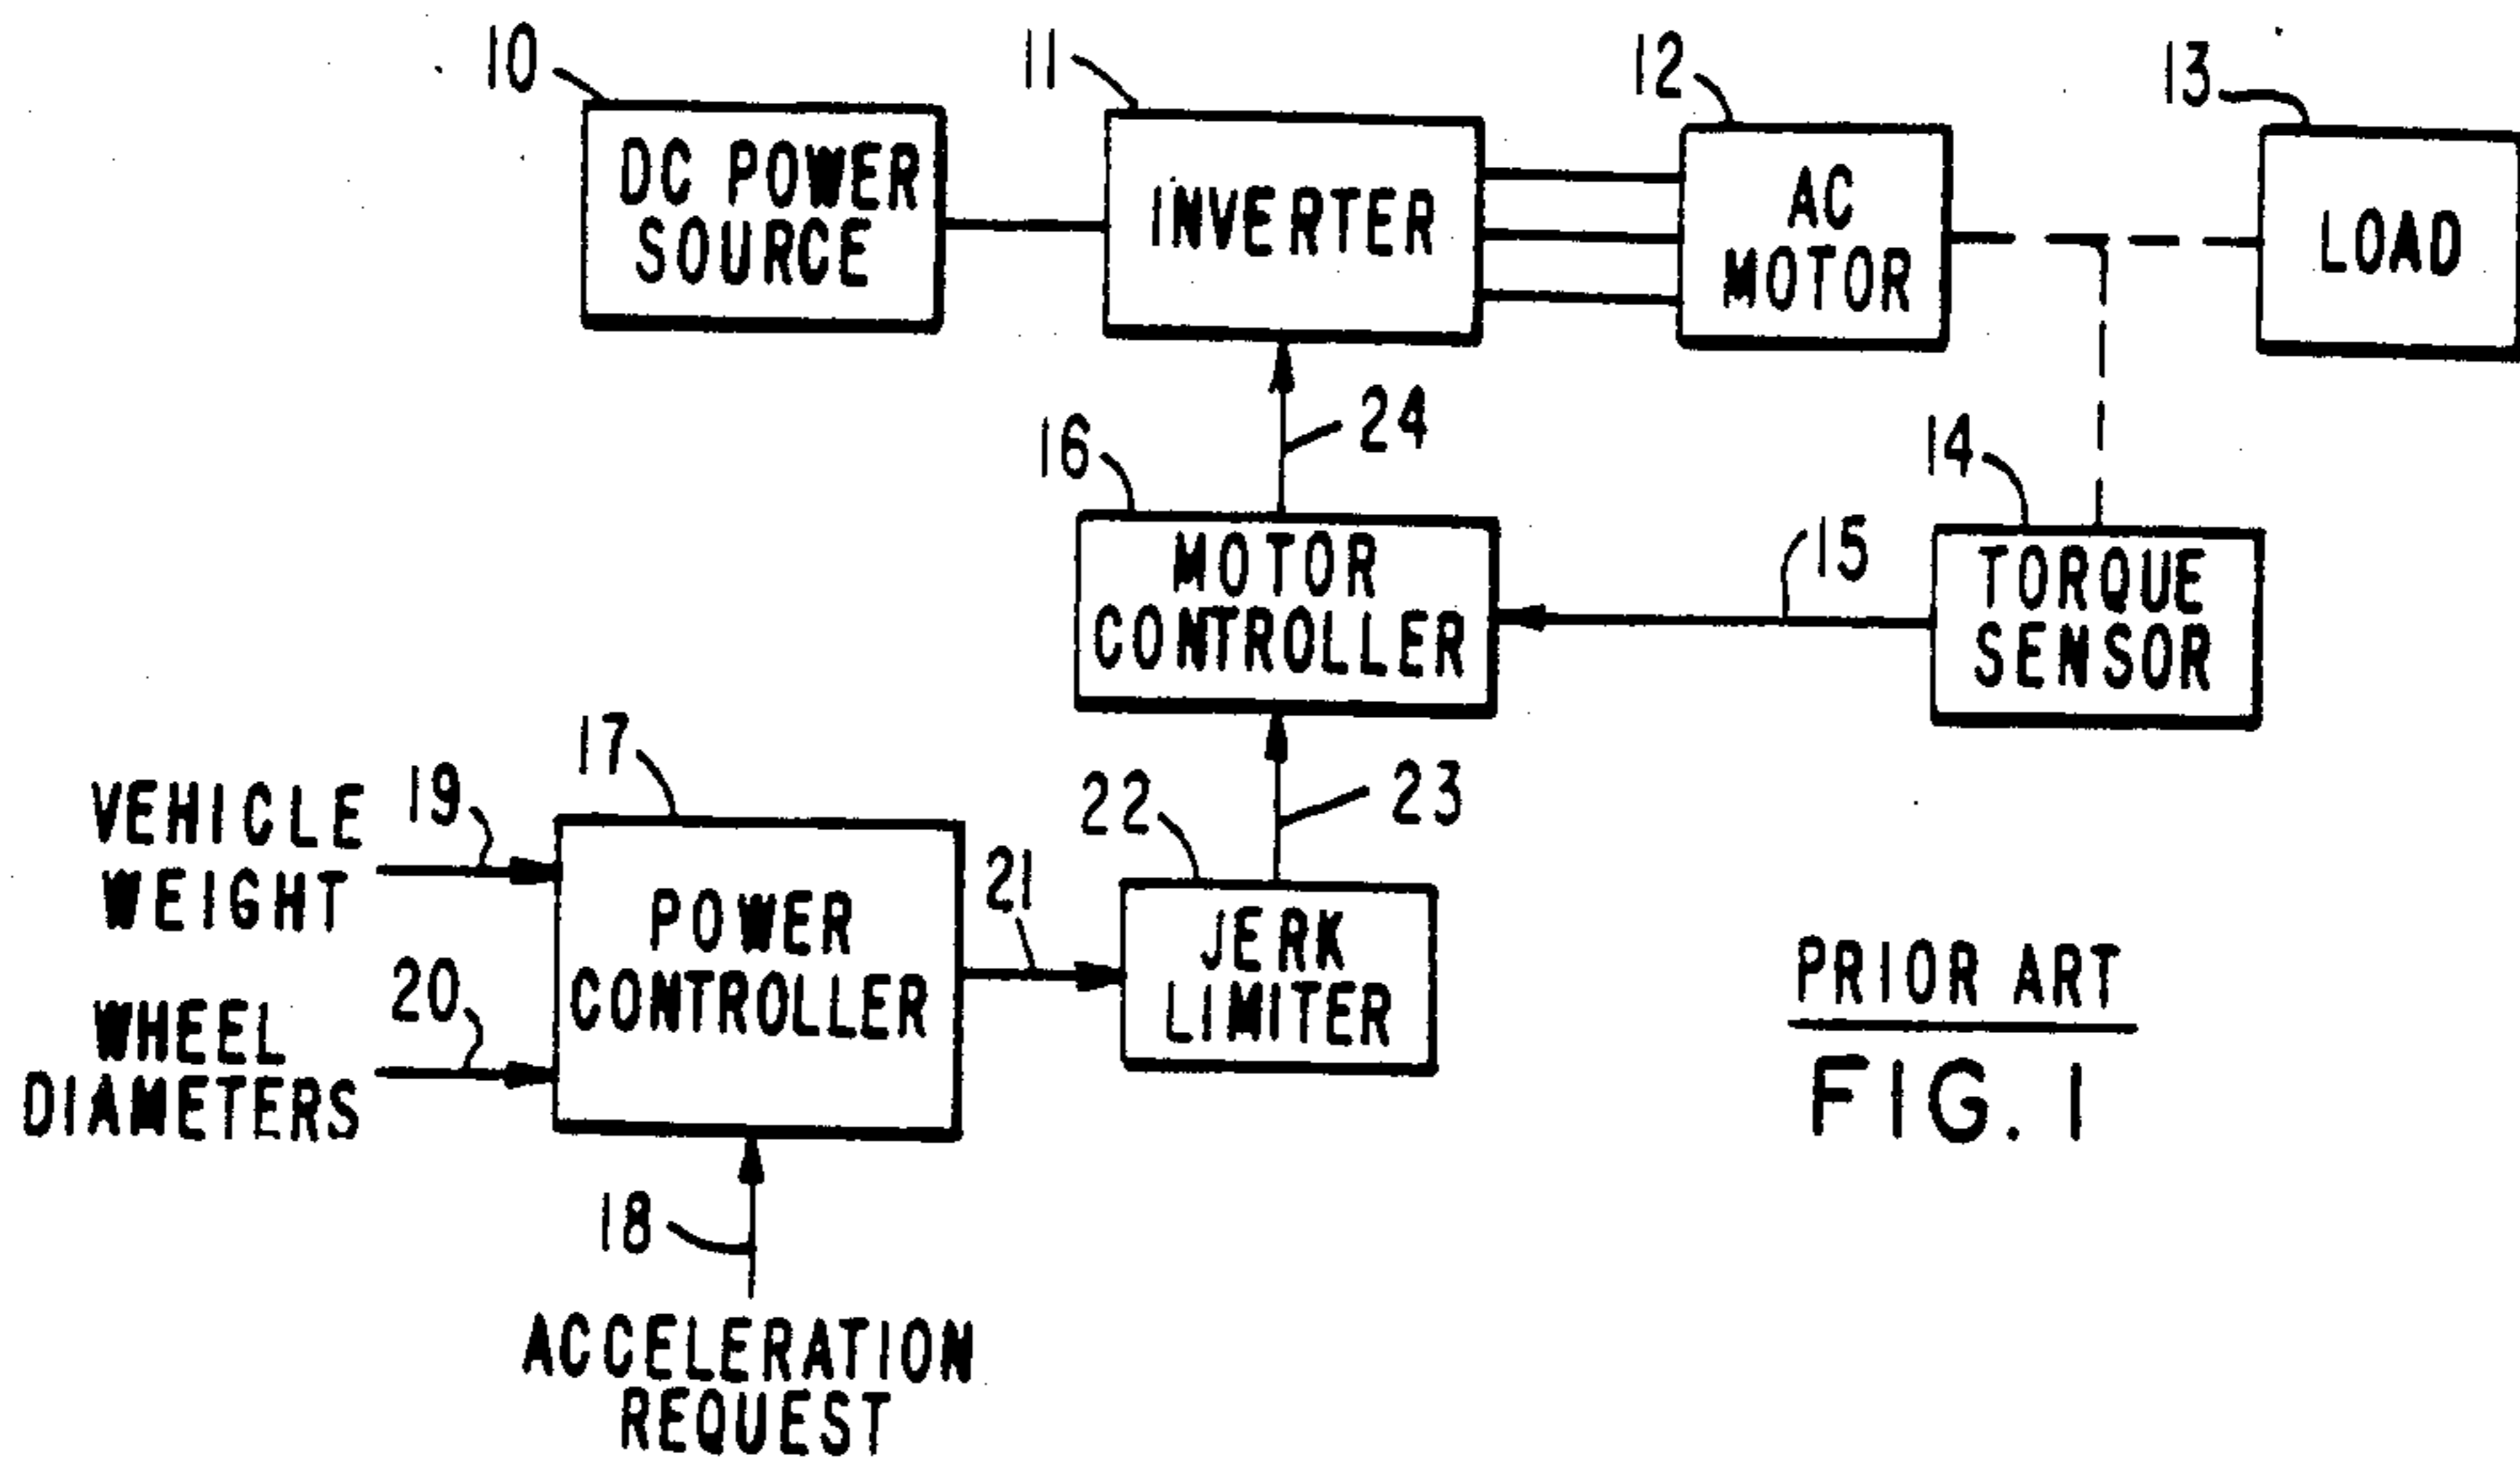 10
DC POWER
SOURCE
11
INVERTER
12
AC
MOTOR
13
LOAD
24
16
MOTOR
CONTROLLER
15
14
TORQUE
SENSOR
VEHICLE
WEIGHT
19
WHEEL
DIAMETERS
20
17
POWER
CONTROLLER
21
22
JERK
LIMITER
23
18
ACCELERATION
REQUEST
PRIOR ART
FIG. 1